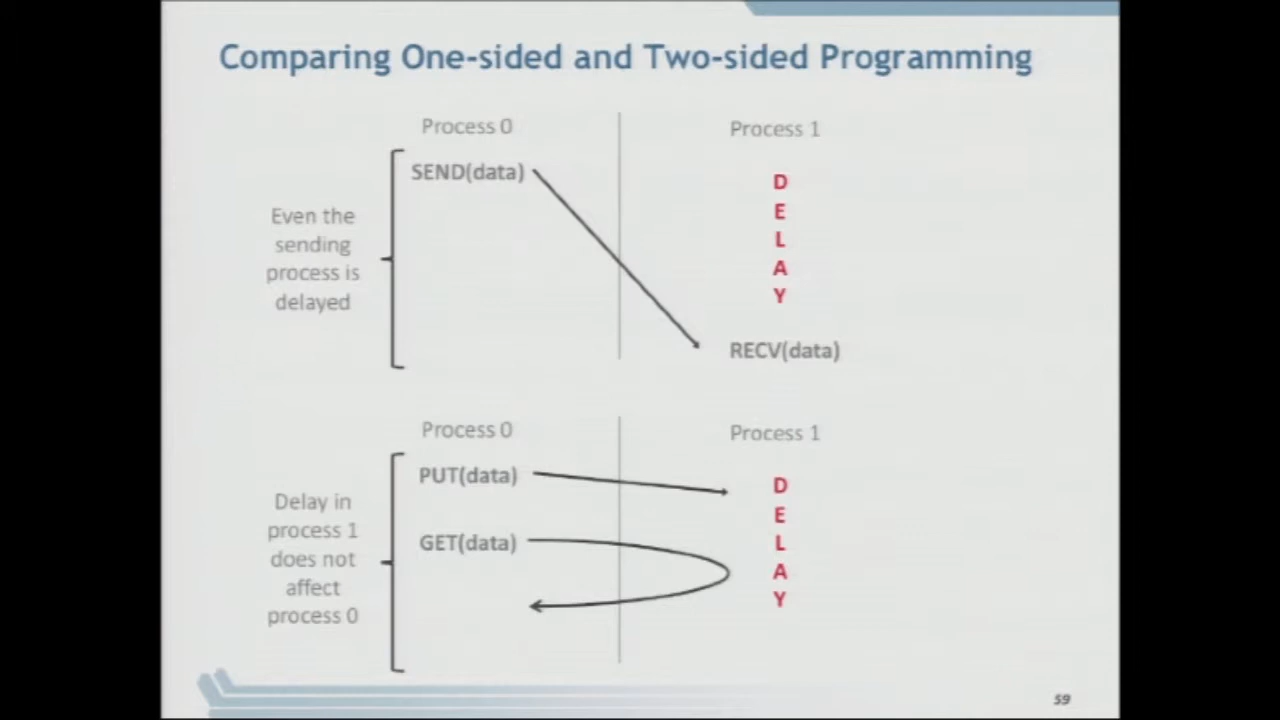 Comparing One-sided and Two-sided Programming
Process 0
Process 1
SEND(data)
Even the
sending
process is
delayed
D
E
L
A
Y
RECV(data)
Process 0
Process 1
PUT(data)
GET(data)
Delay in
process 1
does not
affect
process 0
D
E
L
A
Y
59